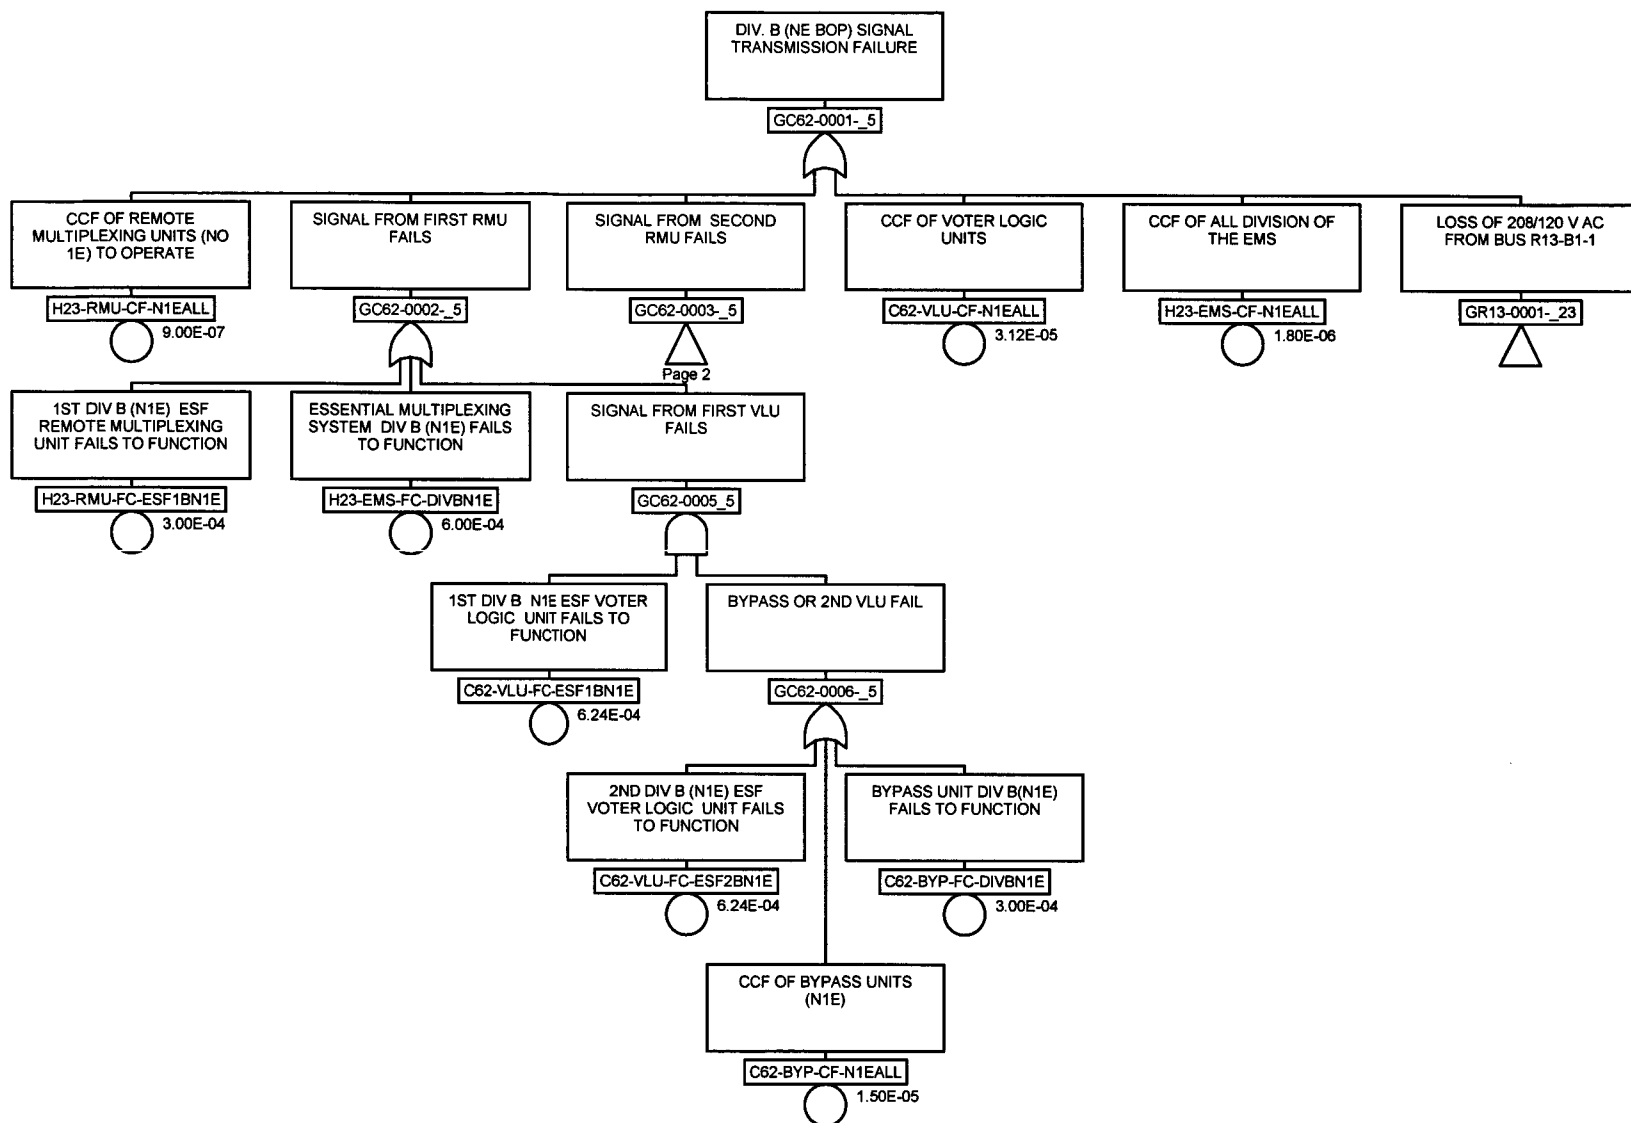 DIV. B (NE BOP) SIGNAL
TRANSMISSION FAILURE
GC62-0001-_5
CCF OF REMOTE
MULTIPLEXING UNITS (NO
1E) TO OPERATE
H23-RMU-CF-N1EALL
9.00E-07
SIGNAL FROM FIRST RMU
FAILS
GC62-0002-_5
SIGNAL FROM SECOND
RMU FAILS
GC62-0003-_5
Page 2
CCF OF VOTER LOGIC
UNITS
C62-VLU-CF-N1EALL
3.12E-05
CCF OF ALL DIVISION OF
THE EMS
H23-EMS-CF-N1EALL
1.80E-06
LOSS OF 208/120 V AC
FROM BUS R13-B1-1
GR13-0001-_23
1ST DIV B (N1E) ESF
REMOTE MULTIPLEXING
UNIT FAILS TO FUNCTION
H23-RMU-FC-ESF1BN1E
3.00E-04
ESSENTIAL MULTIPLEXING
SYSTEM DIV B (N1E) FAILS
TO FUNCTION
H23-EMS-FC-DIVBN1E
6.00E-04
SIGNAL FROM FIRST VLU
FAILS
GC62-0005_5
1ST DIV B N1E ESF VOTER
LOGIC UNIT FAILS TO
FUNCTION
C62-VLU-FC-ESF1BN1E
6.24E-04
BYPASS OR 2ND VLU FAIL
GC62-0006-_5
2ND DIV B (N1E) ESF
VOTER LOGIC UNIT FAILS
TO FUNCTION
C62-VLU-FC-ESF2BN1E
6.24E-04
BYPASS UNIT DIV B(N1E)
FAILS TO FUNCTION
C62-BYP-FC-DIVBN1E
3.00E-04
CCF OF BYPASS UNITS
(N1E)
C62-BYP-CF-N1EALL
1.50E-05